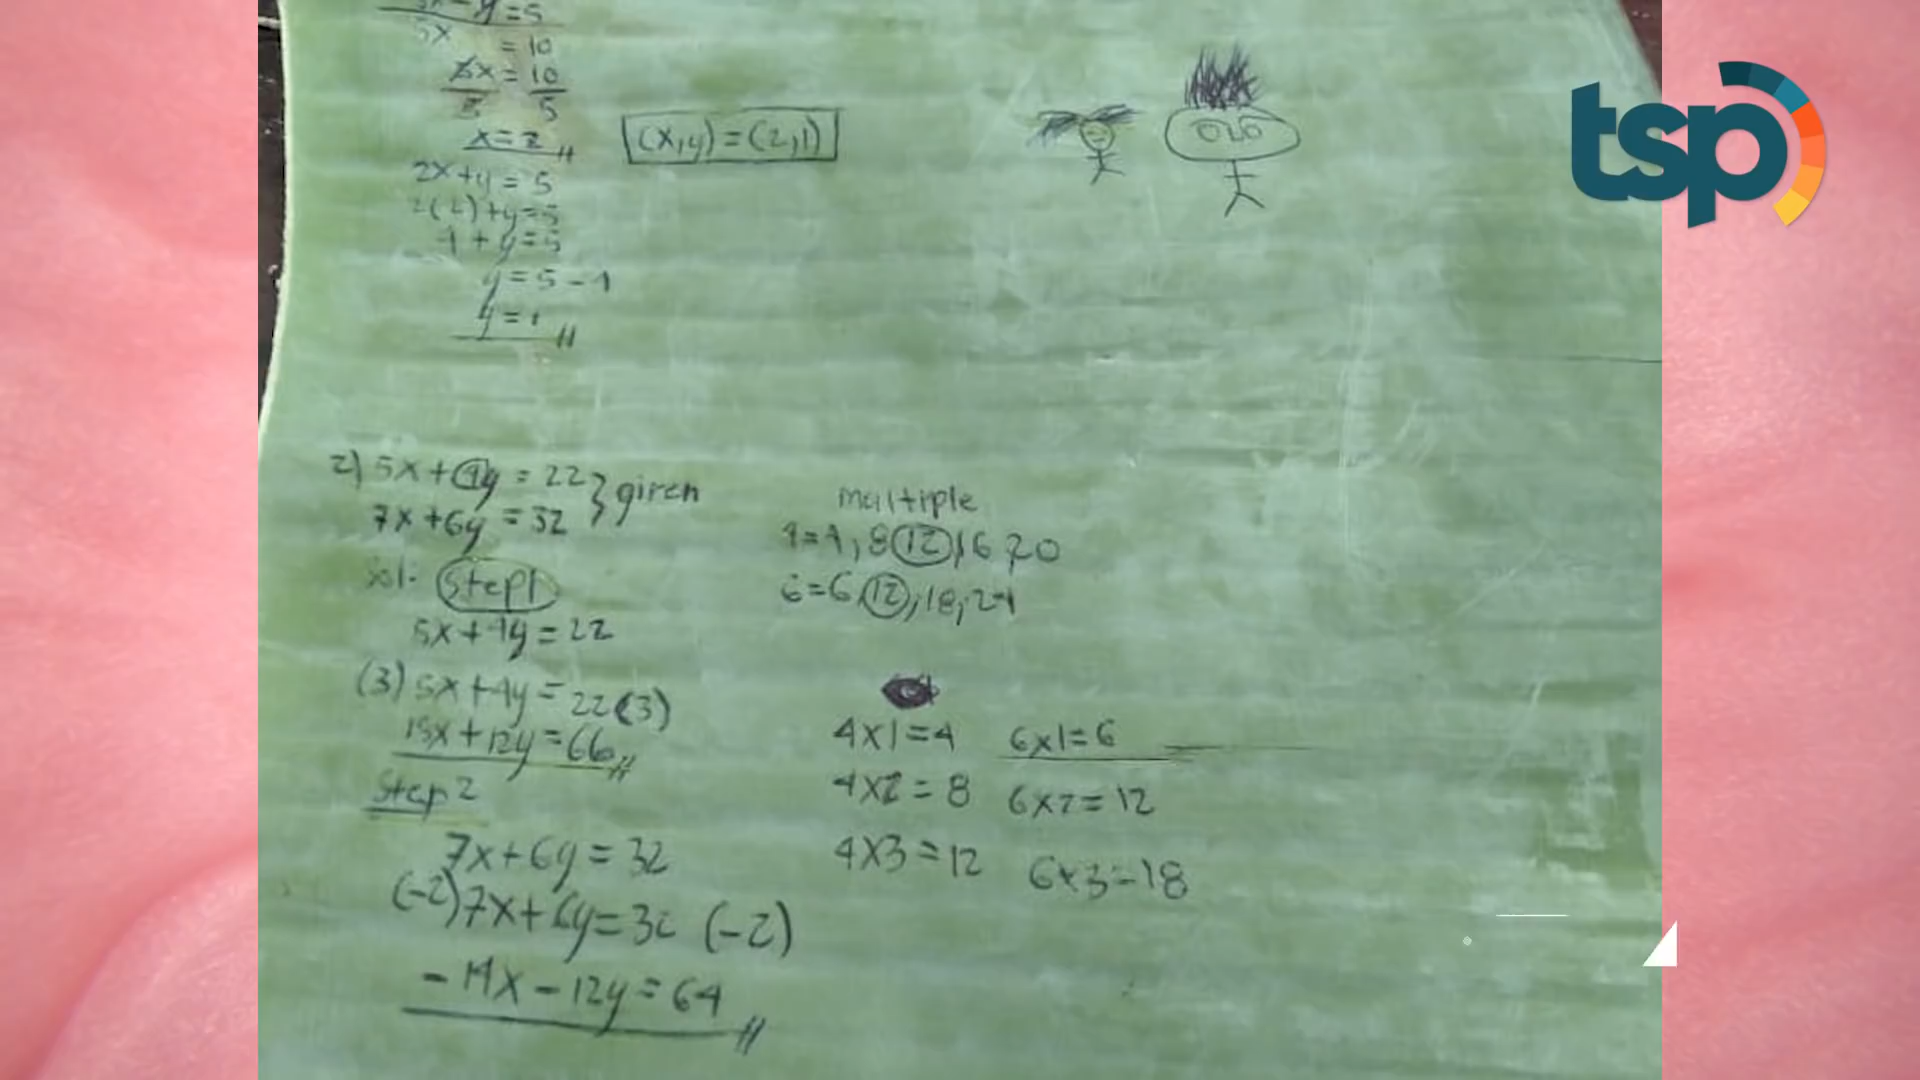 3x - y = 5
5x = 10
5x = 10
5 5
x = 2
(x,y) = (2,1)
2x + y = 5
2(2) + y = 5
4 + y = 5
y = 5 - 4
y = 1
2) 5x + 4y = 22 } given
7x + 6y = 32
Sol. Step 1
5x + 4y = 22
(3) 5x + 4y = 22 (3)
15x + 12y = 66
Step 2
7x + 6y = 32
(-2) 7x + 6y = 32 (-2)
-14x - 12y = 64
multiple
4 = 4, 8 12, 16, 20
6 = 6, 12, 18, 24
4x1=4 6x1=6
4x2=8 6x2=12
4x3=12 6x3=18
tsp